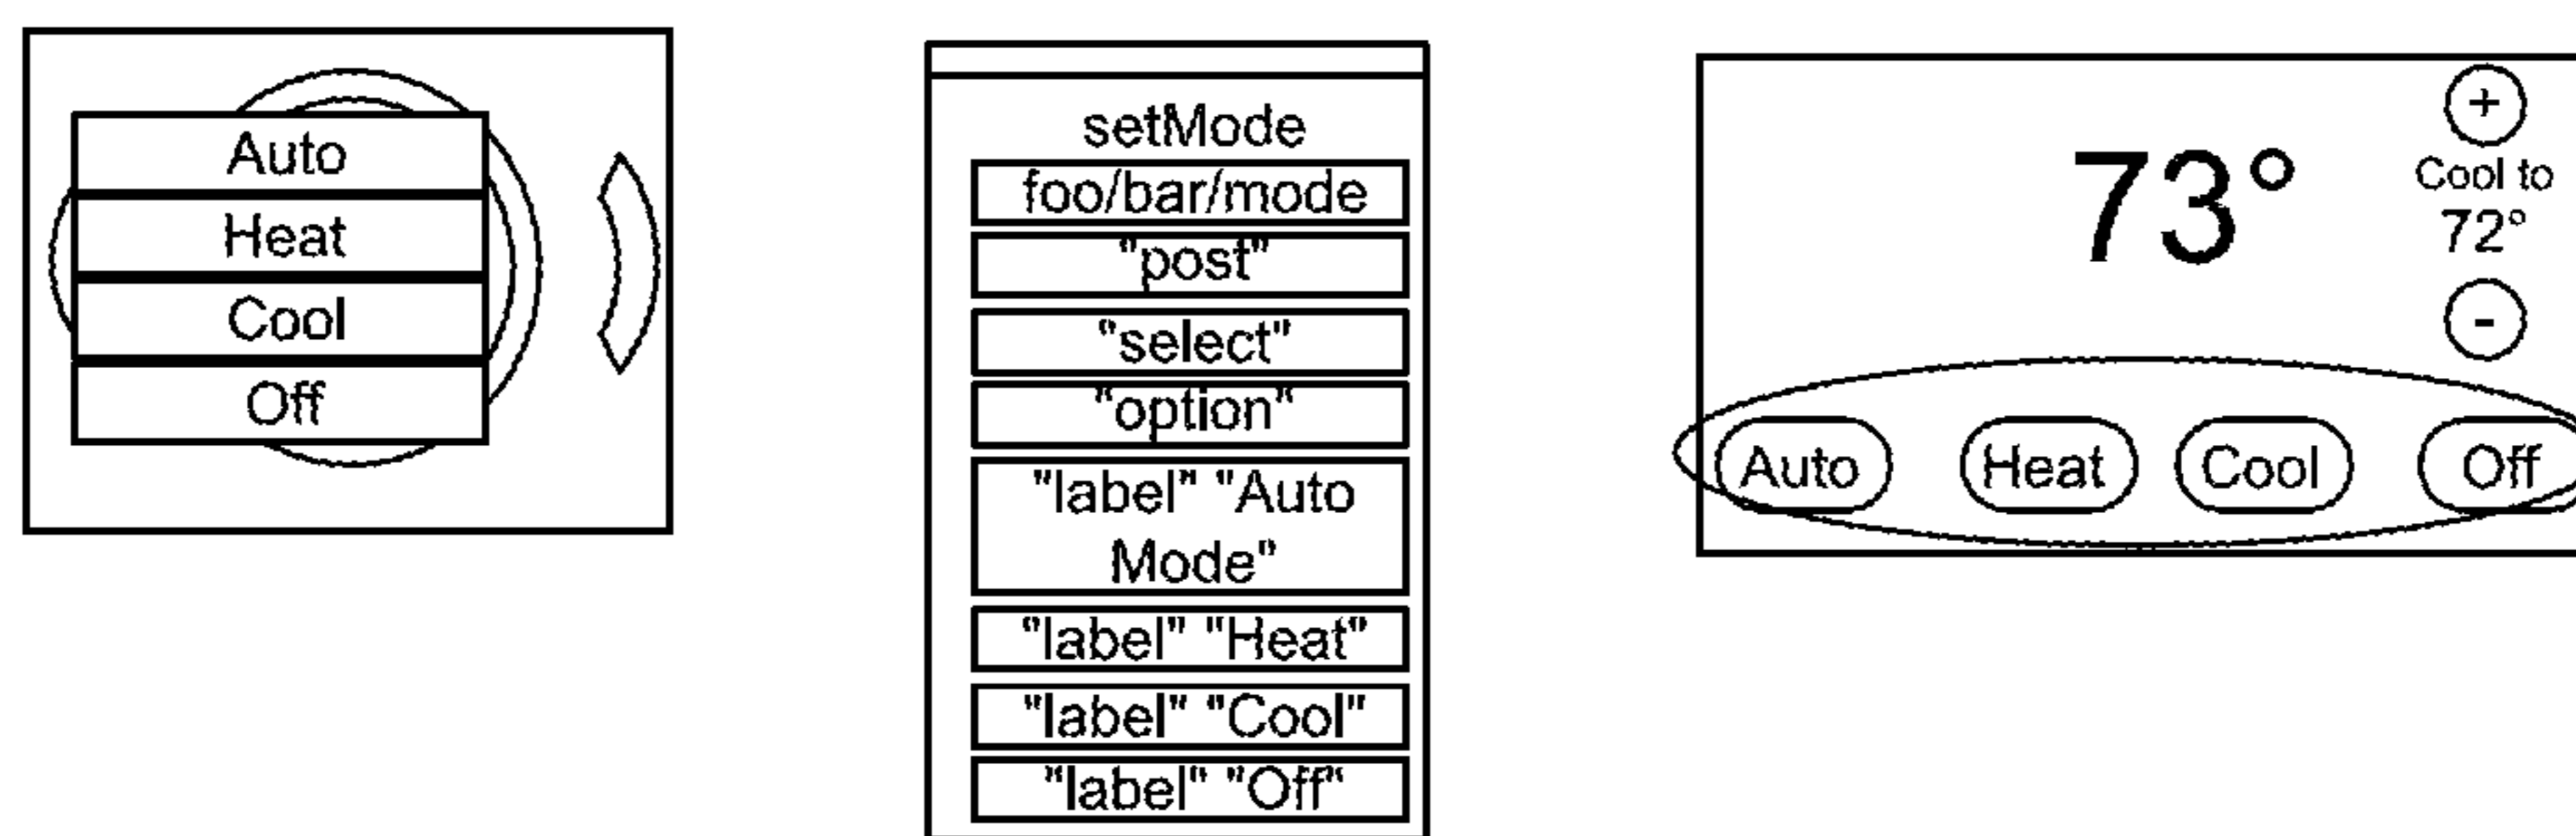 Auto
Heat
Cool
Off
setMode
foo/bar/mode
"post"
"select"
"option"
"label" "Auto
Mode"
"label" "Heat"
"label" "Cool"
"label" "Off"
+
73°
Cool to
72°
-
Auto Heat Cool Off